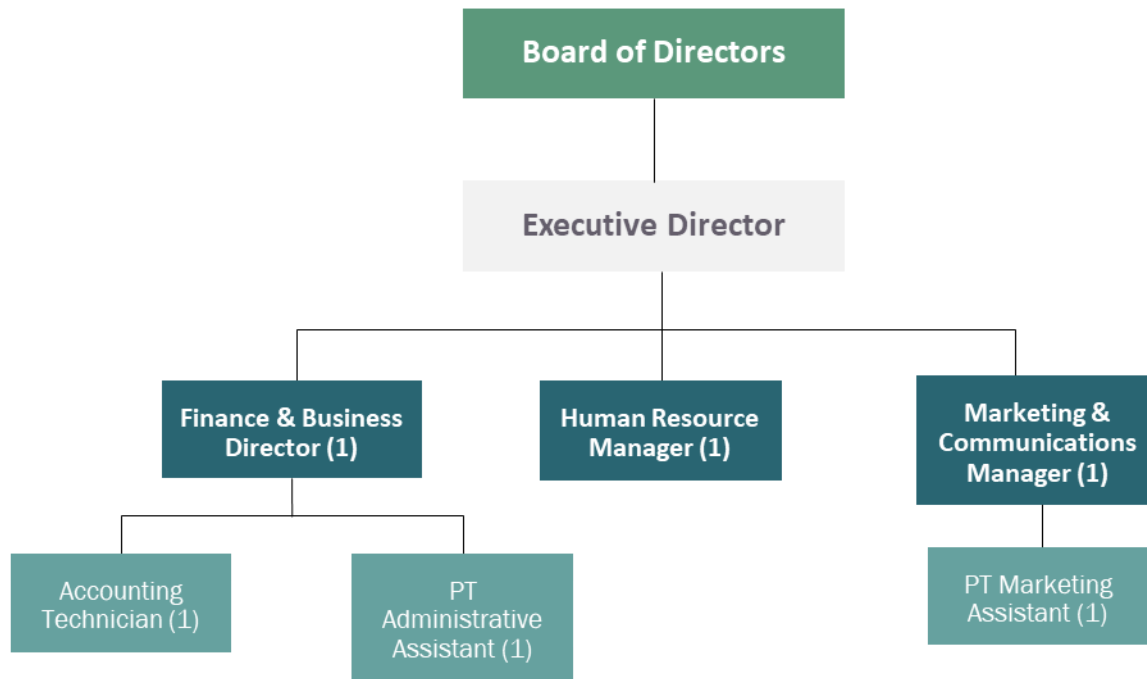 Board of Directors
Executive Director
Finance & Business
Director (1)
Human Resource
Manager (1)
Marketing &
Communications
Manager (1)
Accounting
Technician (1)
PT
Administrative
Assistant (1)
PT Marketing
Assistant (1)